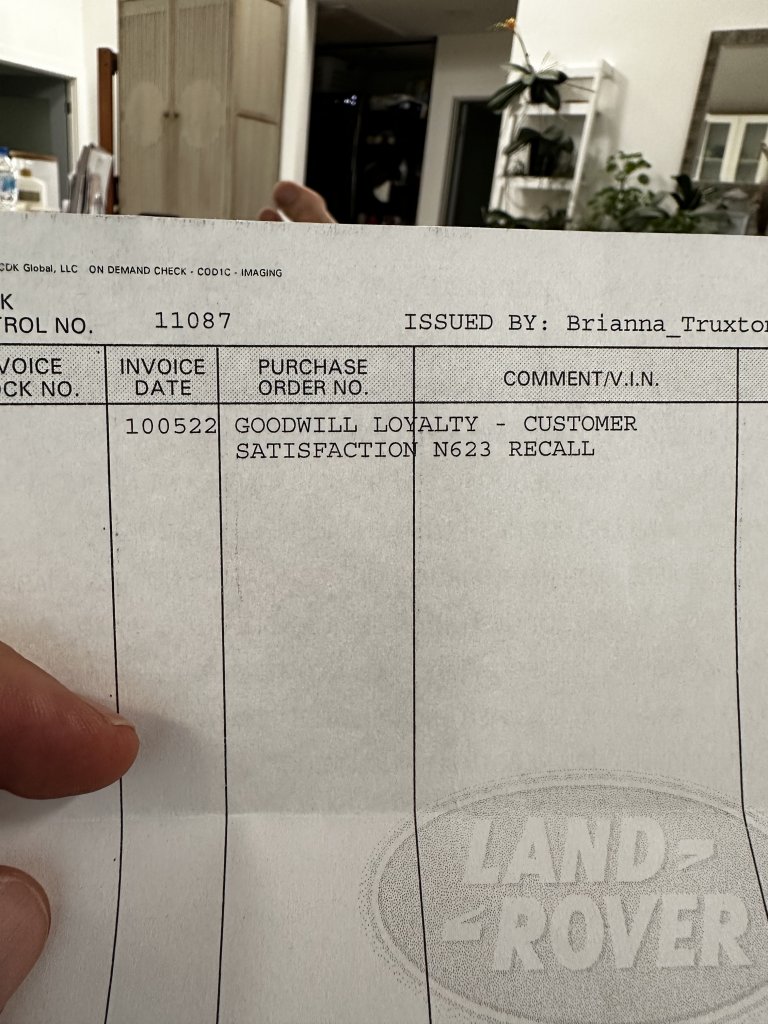 CDK Global, LLC ON DEMAND CHECK - COD1C - IMAGING
K
TROL NO. 11087 ISSUED BY: Brianna_Truxton
VOICE
CK NO.
INVOICE
DATE
PURCHASE
ORDER NO.
COMMENT/V.I.N.
100522 GOODWILL LOYALTY - CUSTOMER
SATISFACTION N623 RECALL
LAND
ROVER